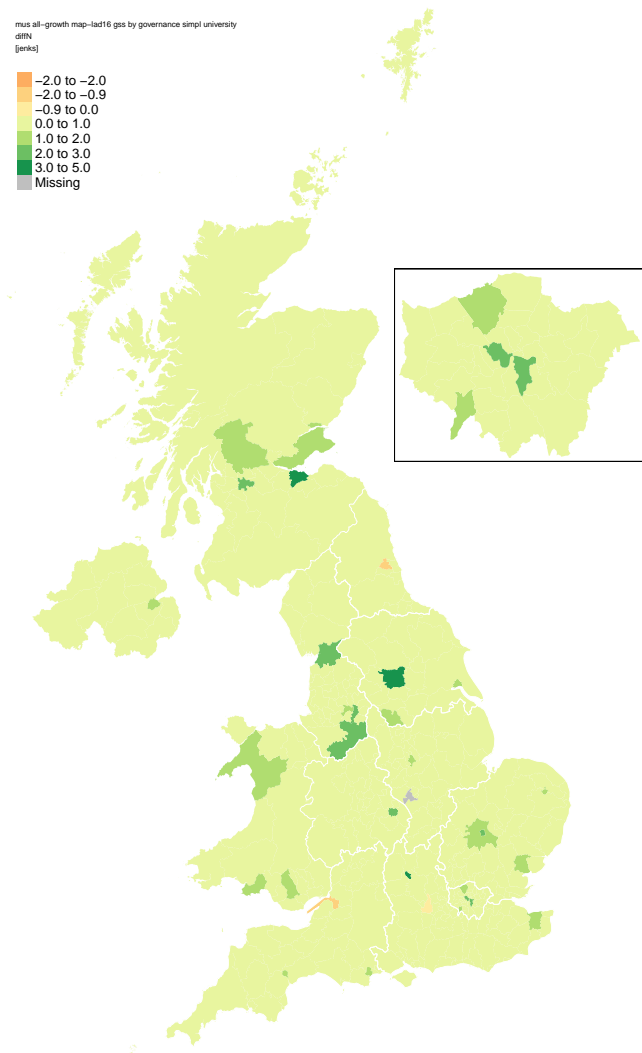 mus all−growth map−lad16 gss by governance simpl university
diffN
[jenks]
−2.0 to −2.0
−2.0 to −0.9
−0.9 to 0.0
0.0 to 1.0
1.0 to 2.0
2.0 to 3.0
3.0 to 5.0
Missing